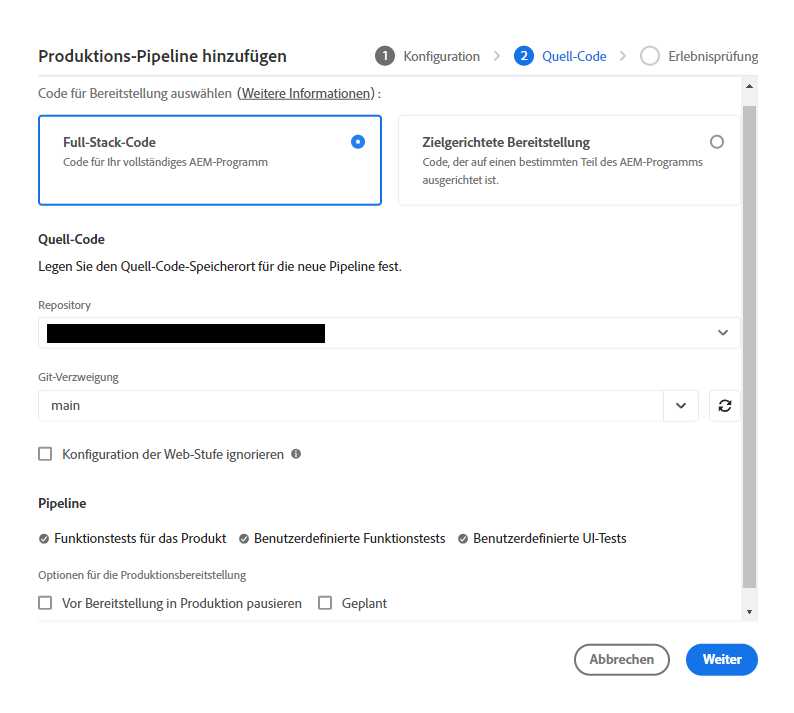 Produktions-Pipeline hinzufügen
1 Konfiguration > 2 Quell-Code > Erlebnisprüfung
Code für Bereitstellung auswählen (Weitere Informationen) :
Full-Stack-Code
Code für Ihr vollständiges AEM-Programm
Zielgerichtete Bereitstellung
Code, der auf einen bestimmten Teil des AEM-Programms
ausgerichtet ist.
Quell-Code
Legen Sie den Quell-Code-Speicherort für die neue Pipeline fest.
Repository
Git-Verzweigung
main
Konfiguration der Web-Stufe ignorieren
Pipeline
Funktionstests für das Produkt Benutzerdefinierte Funktionstests Benutzerdefinierte UI-Tests
Optionen für die Produktionsbereitstellung
Vor Bereitstellung in Produktion pausieren Geplant
Abbrechen Weiter